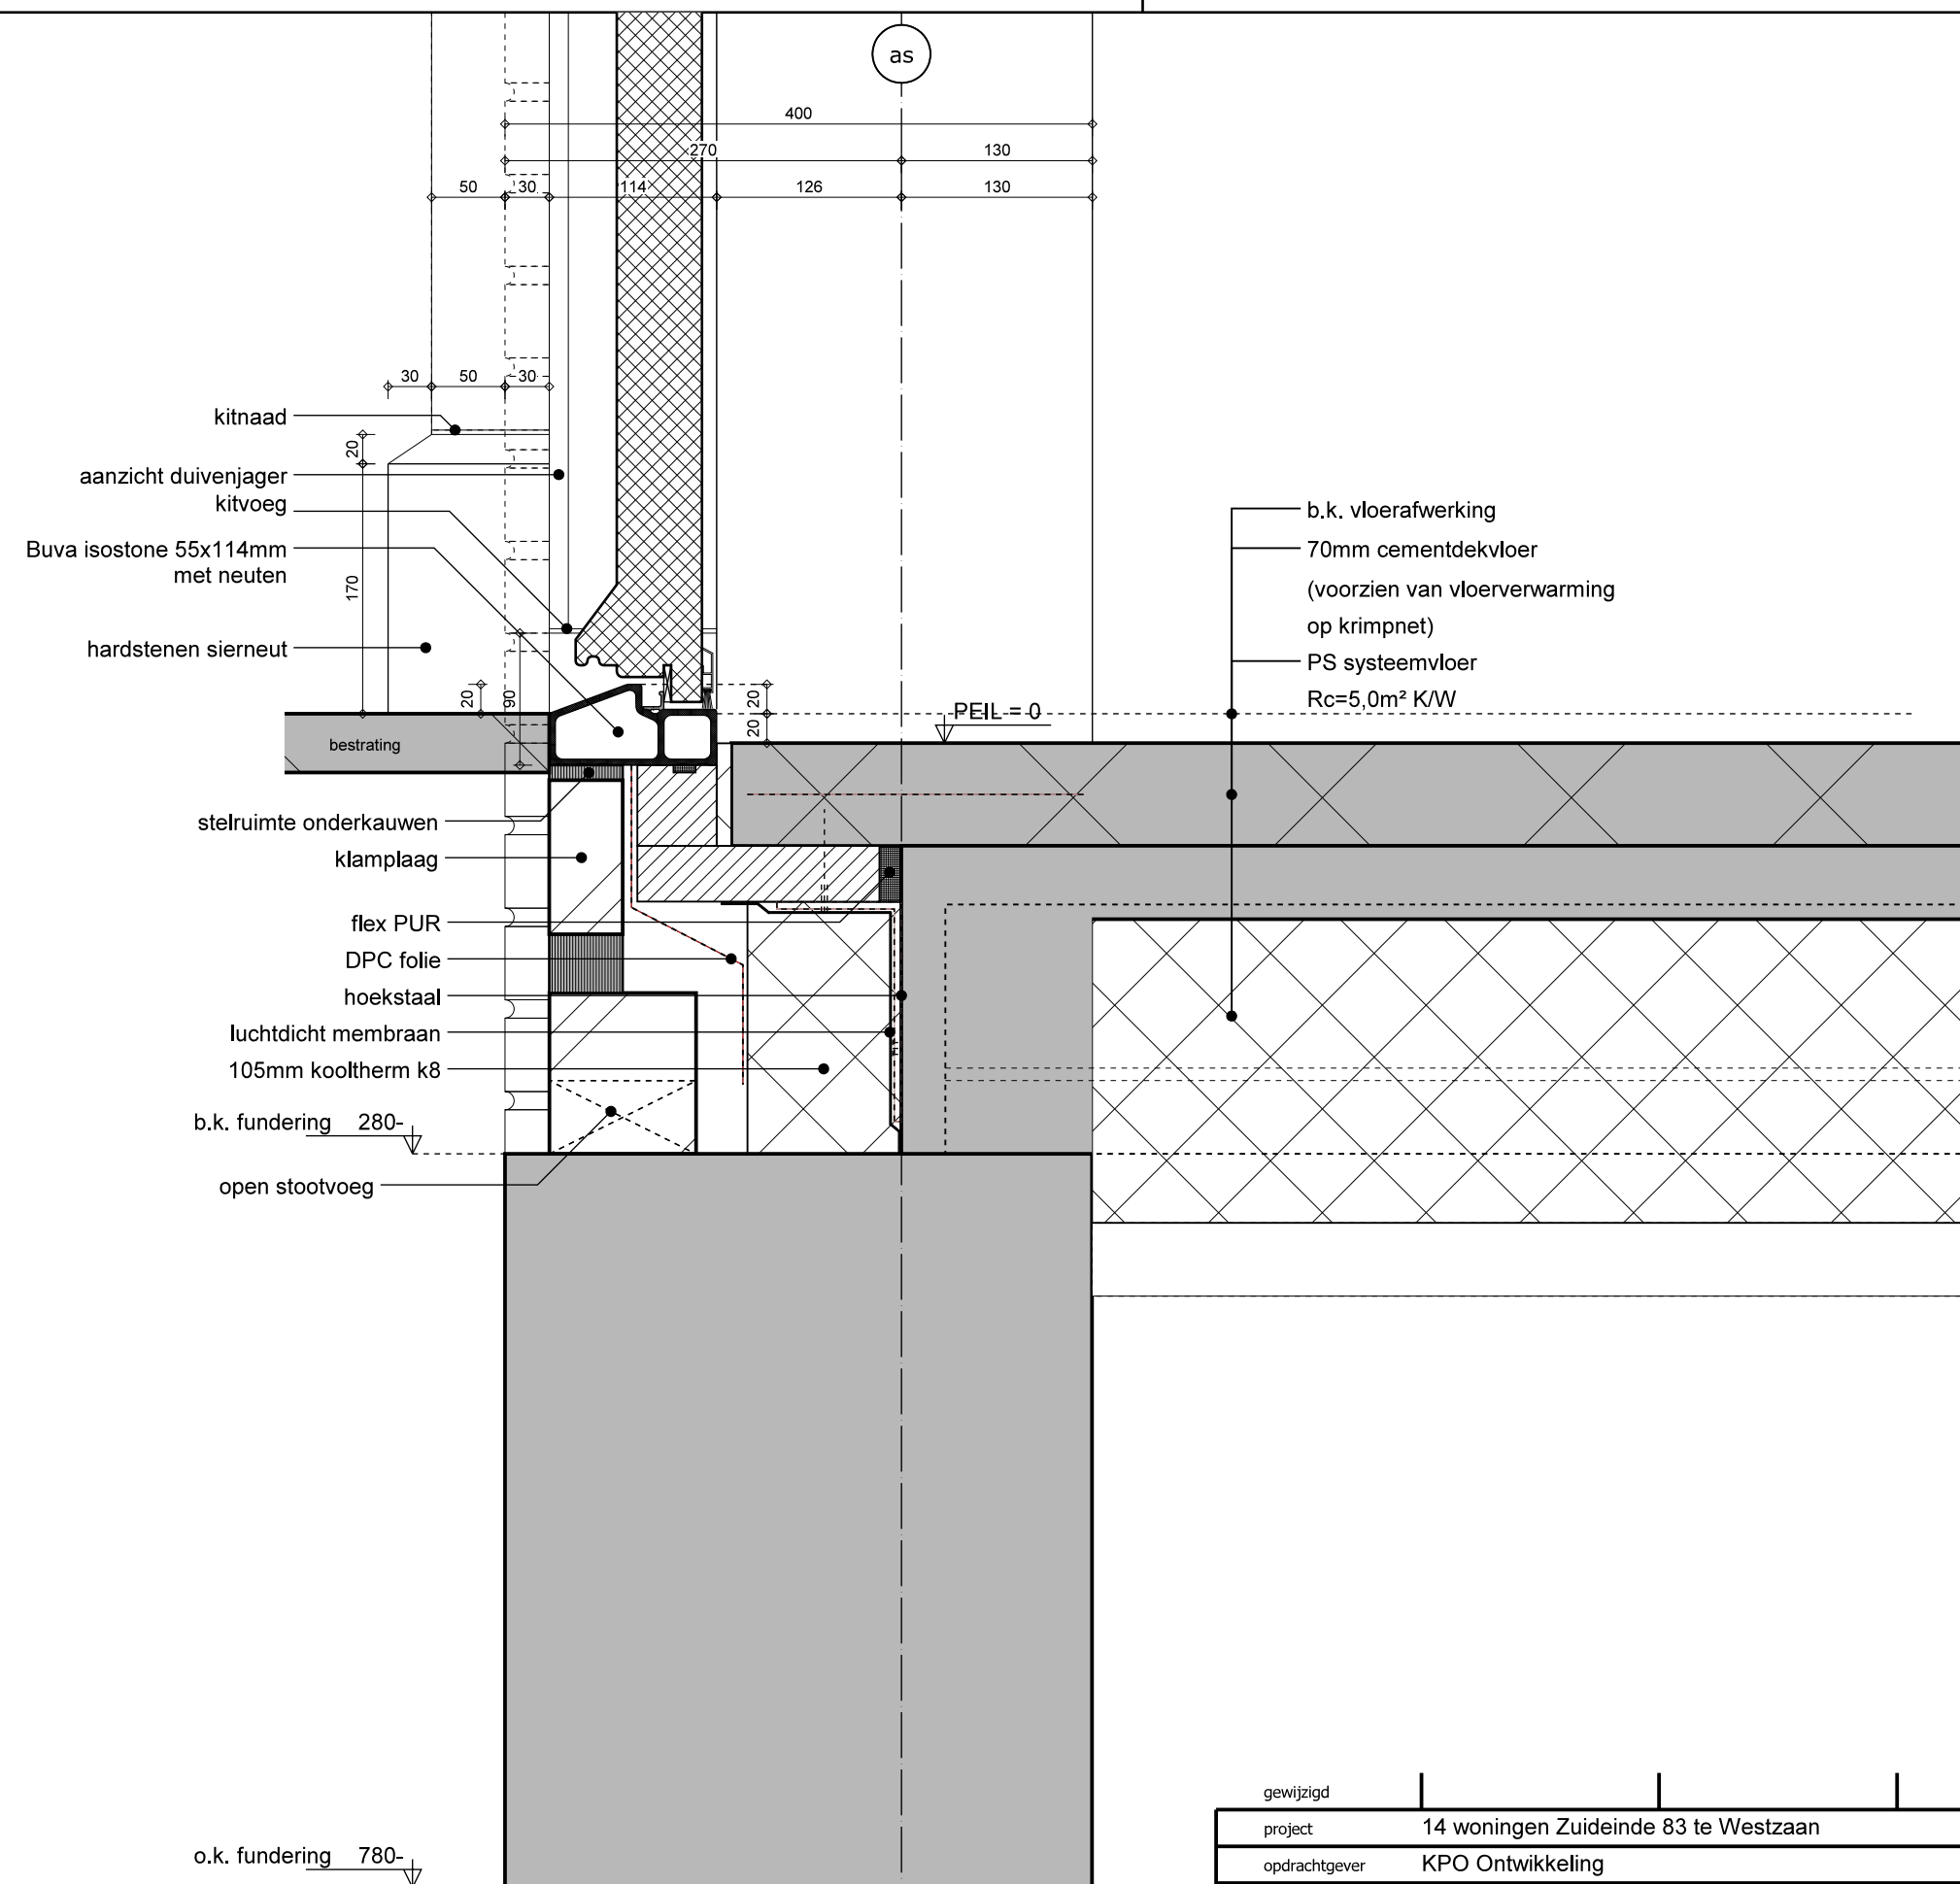 as
400
270
130
50
30
114
126
130
30
50
30
kitnaad
20
aanzicht duivenjager
kitvoeg
Buva isostone 55x114mm
met neuten
170
hardstenen sierneut
20
90
20
20
b.k. vloerafwerking
70mm cementdekvloer
(voorzien van vloerverwarming
op krimpnet)
PS systeemvloer
Rc=5,0m² K/W
PEIL = 0
bestrating
stelruimte onderkauwen
klamplaag
flex PUR
DPC folie
hoekstaal
luchtdicht membraan
105mm kooltherm k8
b.k. fundering 280-
open stootvoeg
o.k. fundering 780-
gewijzigd
project 14 woningen Zuideinde 83 te Westzaan
opdrachtgever KPO Ontwikkeling